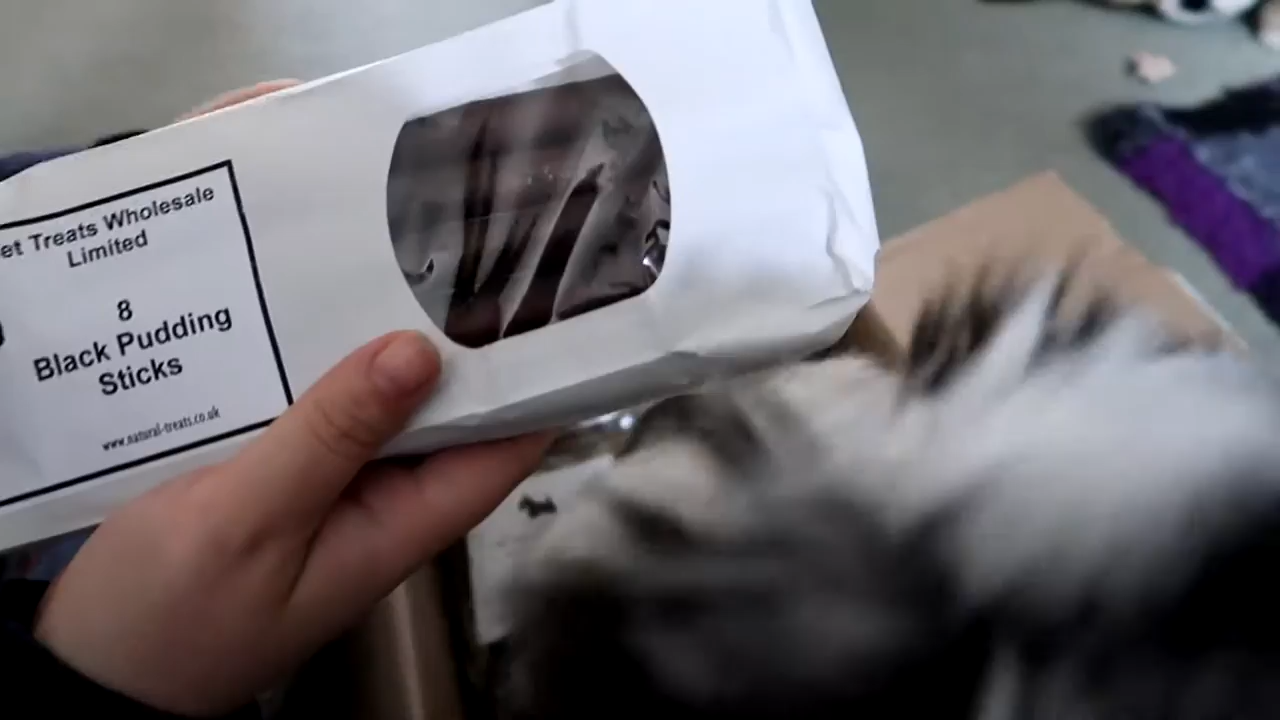 et Treats Wholesale
Limited
8
Black Pudding
Sticks
www.natural-treats.co.uk